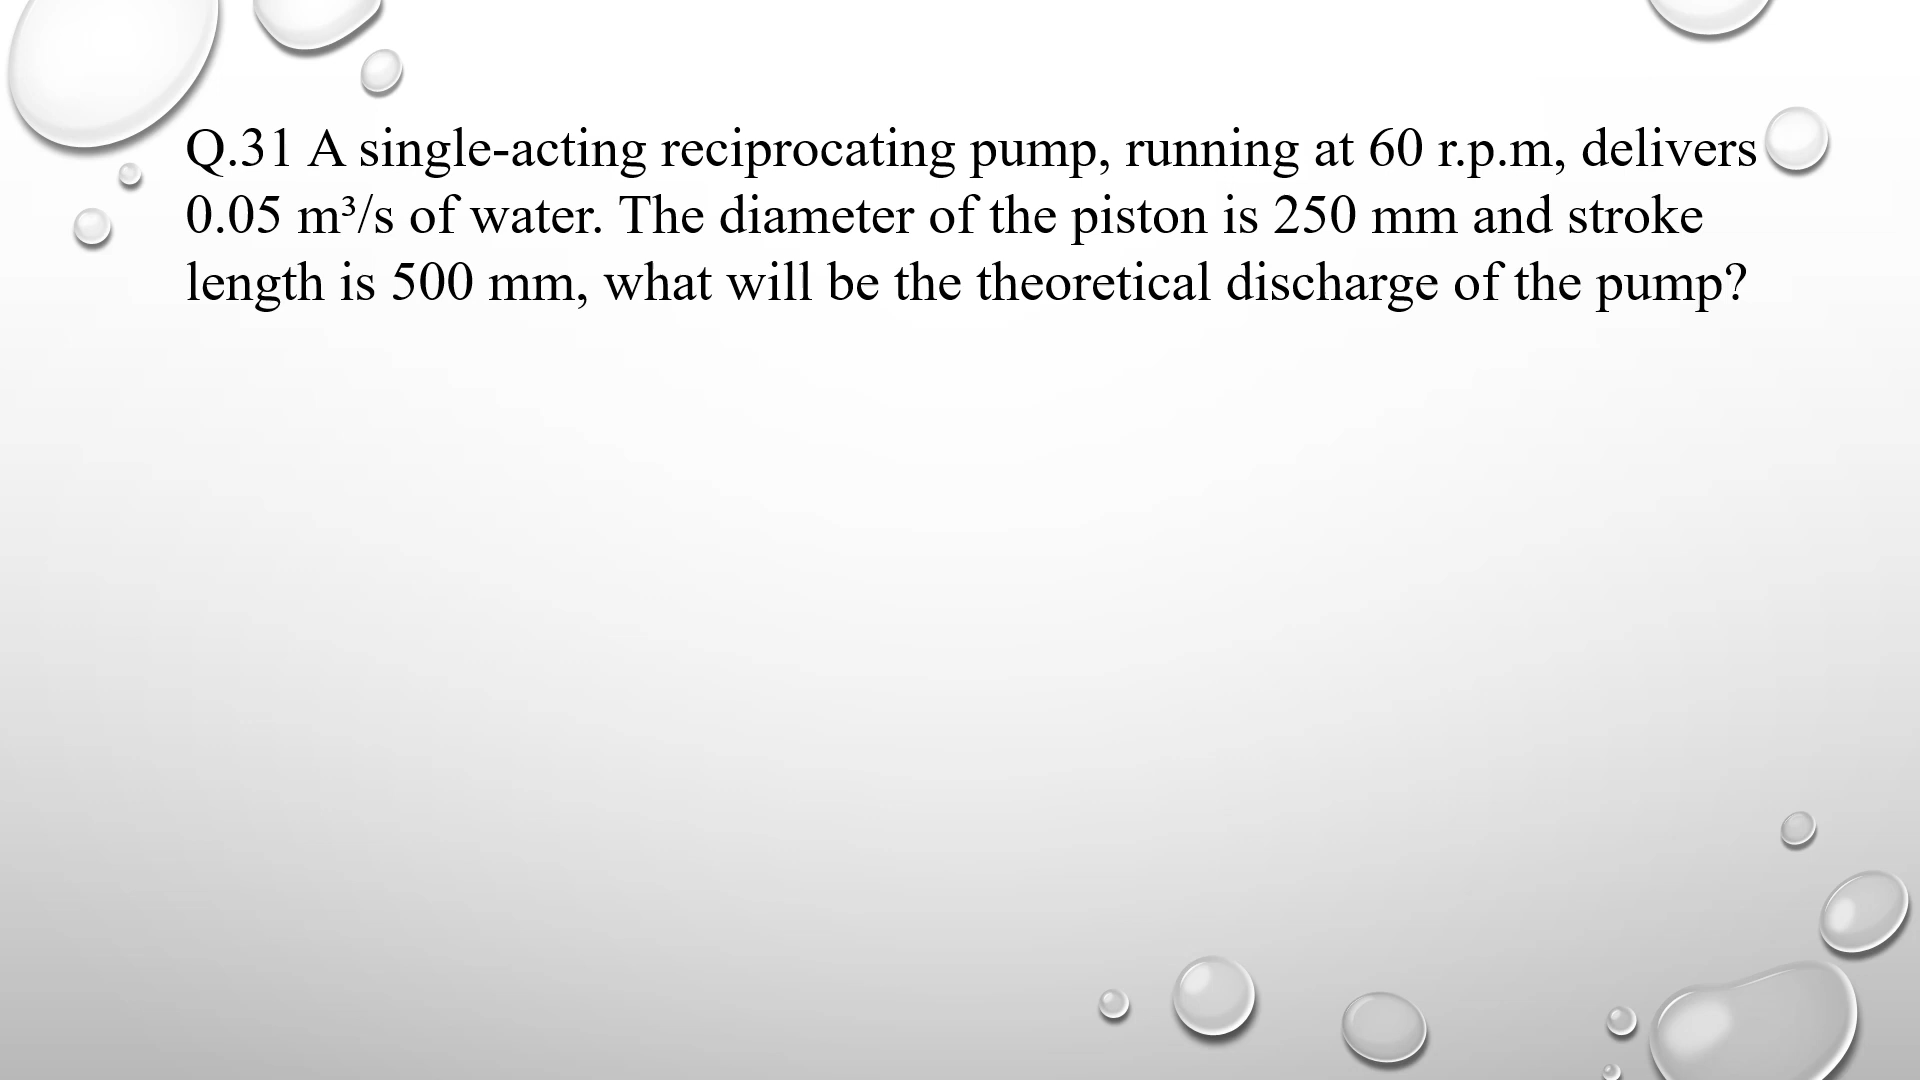 Q.31 A single-acting reciprocating pump, running at 60 r.p.m, delivers
0.05 m³/s of water. The diameter of the piston is 250 mm and stroke
length is 500 mm, what will be the theoretical discharge of the pump?